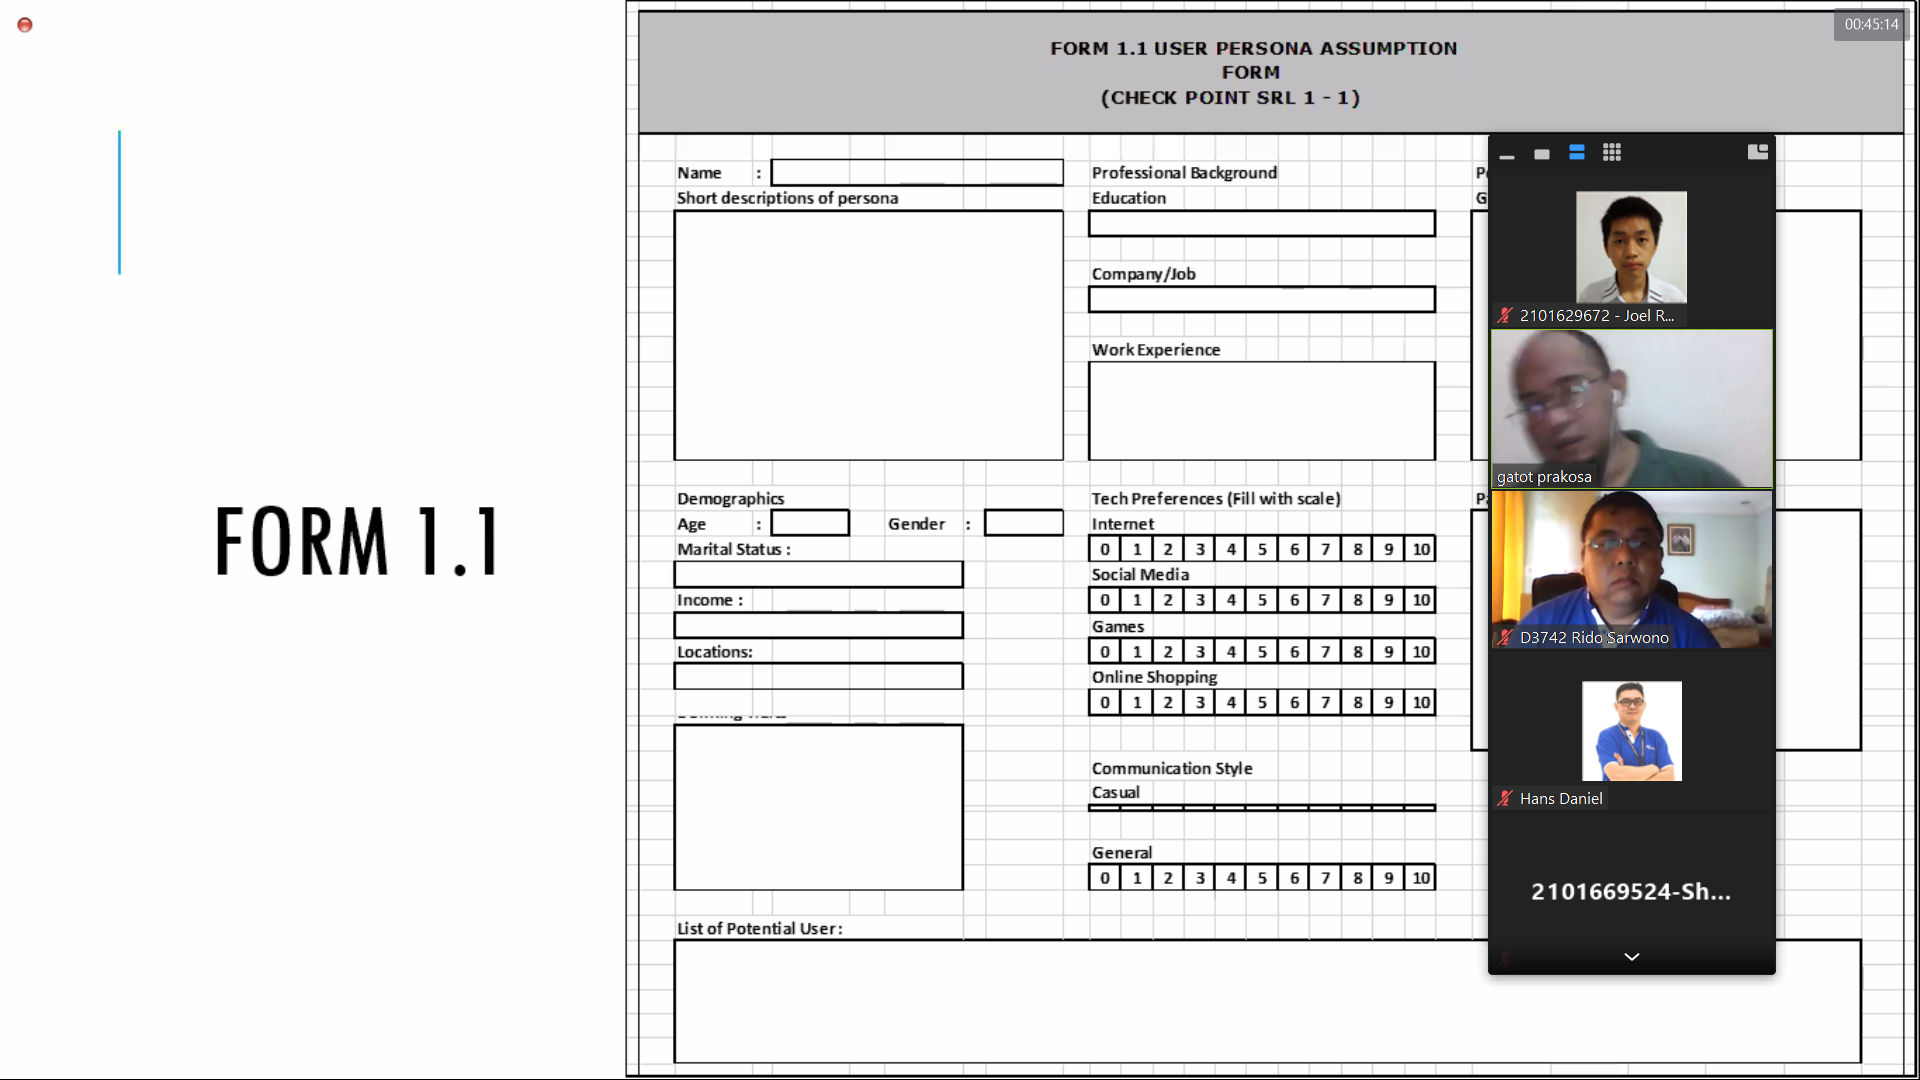 00:45:14
FORM 1.1
FORM 1.1 USER PERSONA ASSUMPTION
FORM
(CHECK POINT SRL 1 - 1)
Name :
Short descriptions of persona
Demographics
Age : Gender :
Marital Status :
Income :
Locations:
List of Potential User:
Professional Background
Education
Company/Job
Work Experience
Tech Preferences (Fill with scale)
Internet
0 1 2 3 4 5 6 7 8 9 10
Social Media
0 1 2 3 4 5 6 7 8 9 10
Games
0 1 2 3 4 5 6 7 8 9 10
Online Shopping
0 1 2 3 4 5 6 7 8 9 10
Communication Style
Casual
General
0 1 2 3 4 5 6 7 8 9 10
2101629672 - Joel R...
gatot prakosa
D3742 Rido Sarwono
Hans Daniel
2101669524-Sh...